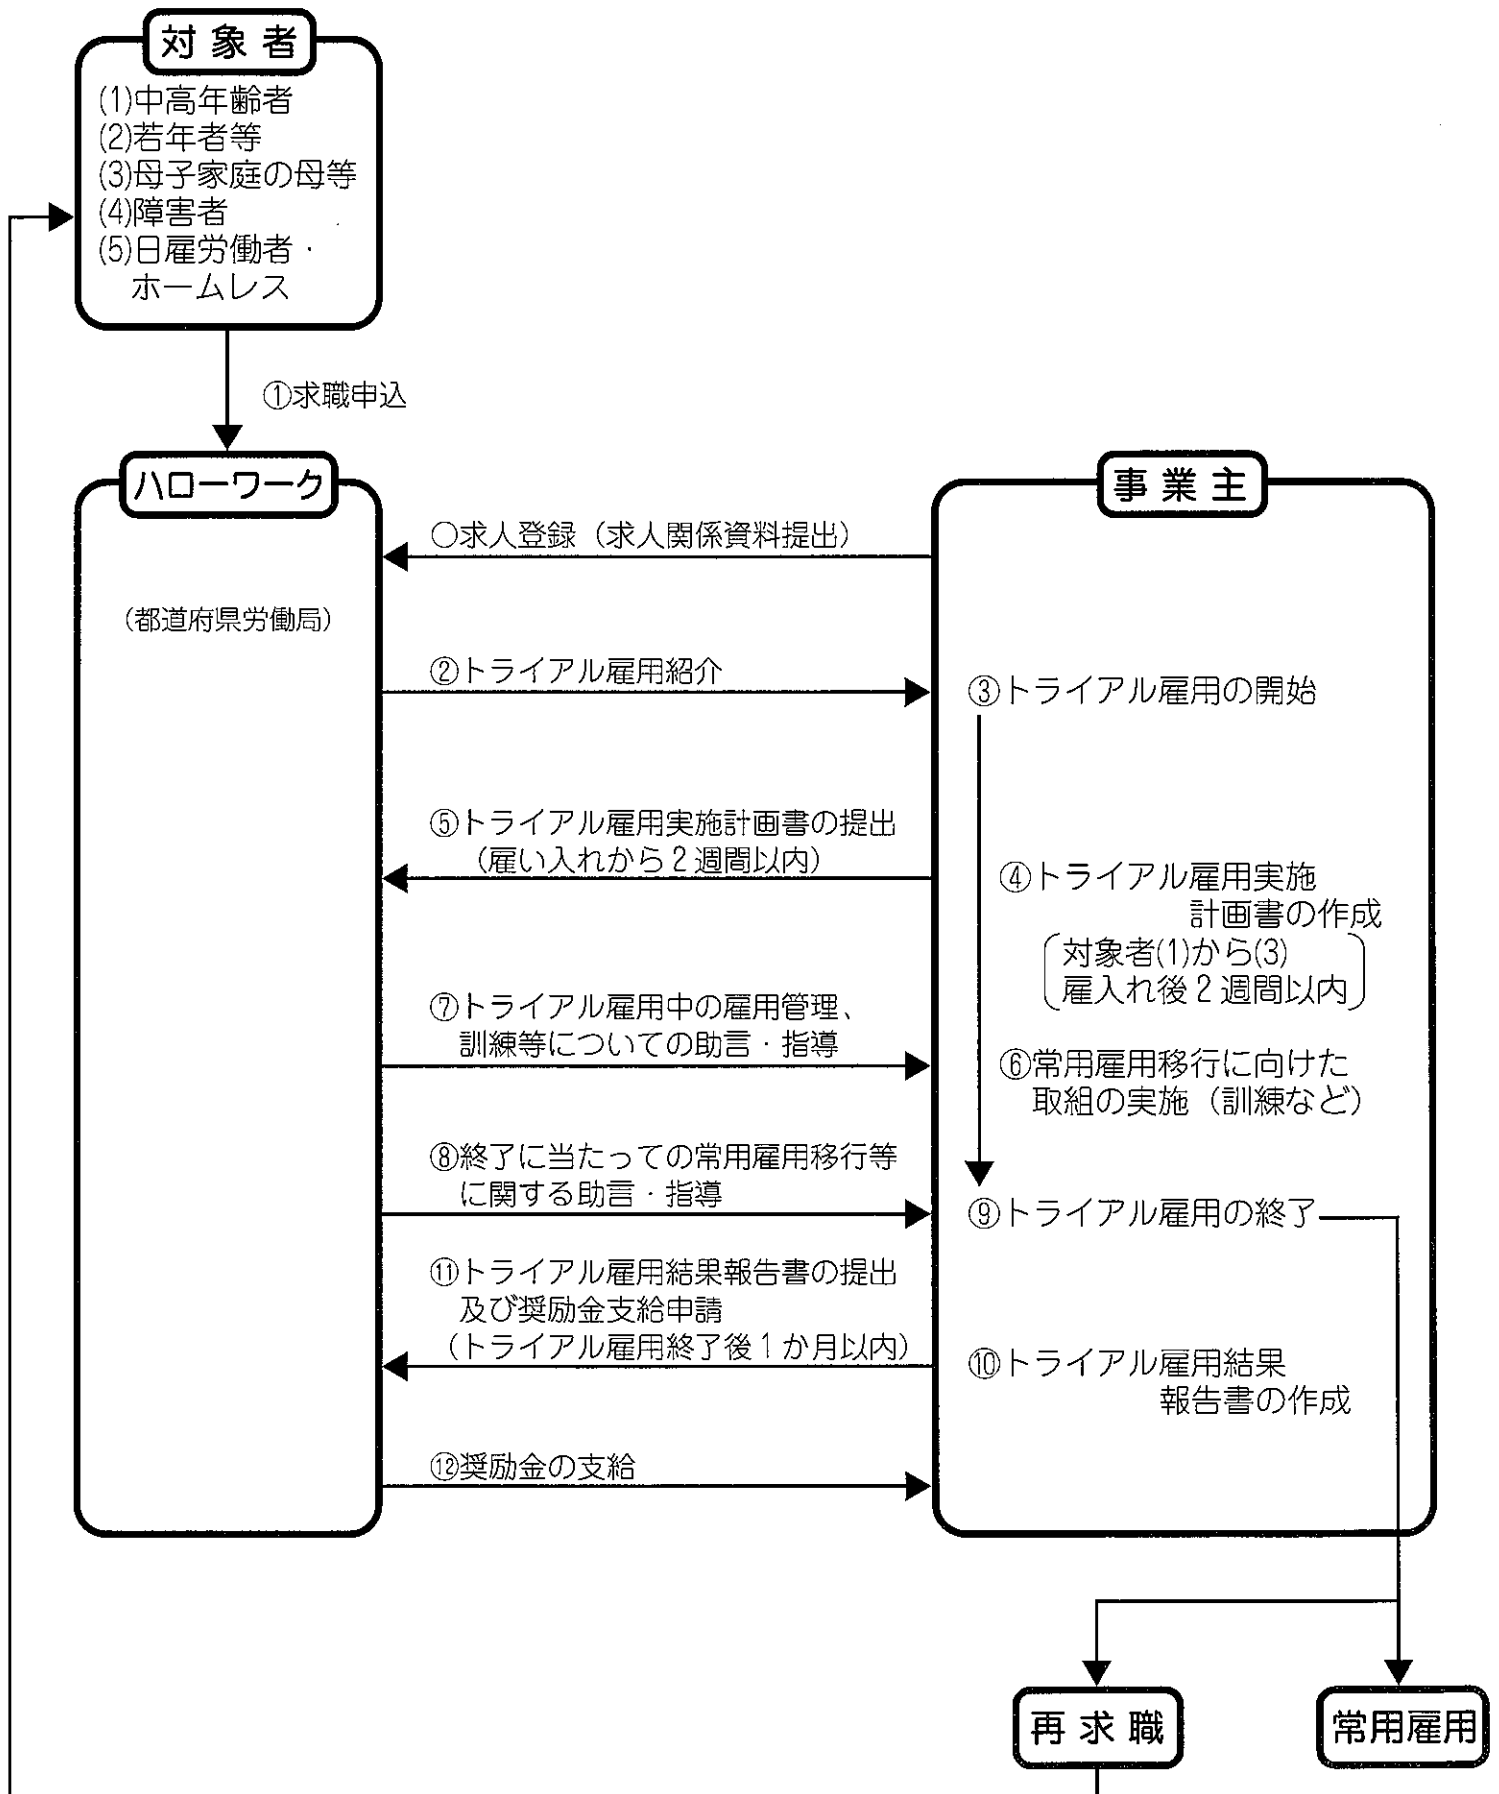 対象者
(1)中高年齢者
(2)若年者等
(3)母子家庭の母等
(4)障害者
(5)日雇労働者・
ホームレス
①求職申込
ハローワーク
(都道府県労働局)
事業主
○求人登録（求人関係資料提出）
②トライアル雇用紹介
③トライアル雇用の開始
⑤トライアル雇用実施計画書の提出
（雇い入れから２週間以内）
④トライアル雇用実施
計画書の作成
対象者(1)から(3)
雇入れ後２週間以内
⑦トライアル雇用中の雇用管理、
訓練等についての助言・指導
⑥常用雇用移行に向けた
取組の実施（訓練など）
⑧終了に当たっての常用雇用移行等
に関する助言・指導
⑨トライアル雇用の終了
⑪トライアル雇用結果報告書の提出
及び奨励金支給申請
（トライアル雇用終了後１か月以内）
⑩トライアル雇用結果
報告書の作成
⑫奨励金の支給
再求職
常用雇用